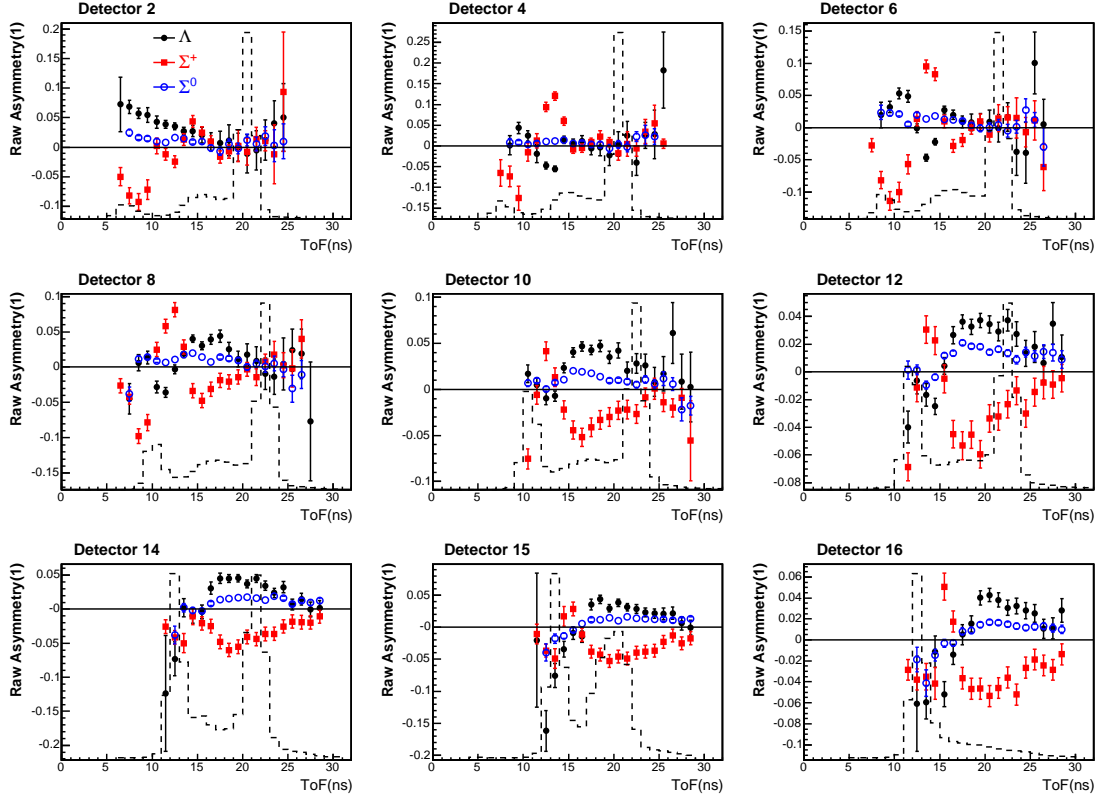 Detector 2
Detector 4
Detector 6
Raw Asymmetry(1)
0.2
0.15
0.1
0.05
0
-0.05
-0.1
Λ
Σ+
Σ0
0 5 10 15 20 25 30
ToF(ns)
Raw Asymmetry(1)
0.25
0.2
0.15
0.1
0.05
0
-0.05
-0.1
-0.15
0 5 10 15 20 25 30
ToF(ns)
Raw Asymmetry(1)
0.15
0.1
0.05
0
-0.05
-0.1
0 5 10 15 20 25 30
ToF(ns)
Detector 8
Detector 10
Detector 12
Raw Asymmetry(1)
0.05
0
-0.05
-0.1
-0.15
0 5 10 15 20 25 30
ToF(ns)
Raw Asymmetry(1)
0.1
0.05
0
-0.05
-0.1
0 5 10 15 20 25 30
ToF(ns)
Raw Asymmetry(1)
0.04
0.02
0
-0.02
-0.04
-0.06
-0.08
0 5 10 15 20 25 30
ToF(ns)
Detector 14
Detector 15
Detector 16
Raw Asymmetry(1)
0.05
-0
-0.05
-0.1
-0.15
-0.2
0 5 10 15 20 25 30
ToF(ns)
Raw Asymmetry(1)
0.05
-0
-0.05
-0.1
-0.15
-0.2
0 5 10 15 20 25 30
ToF(ns)
Raw Asymmetry(1)
0.06
0.04
0.02
0
-0.02
-0.04
-0.06
-0.08
-0.1
0 5 10 15 20 25 30
ToF(ns)